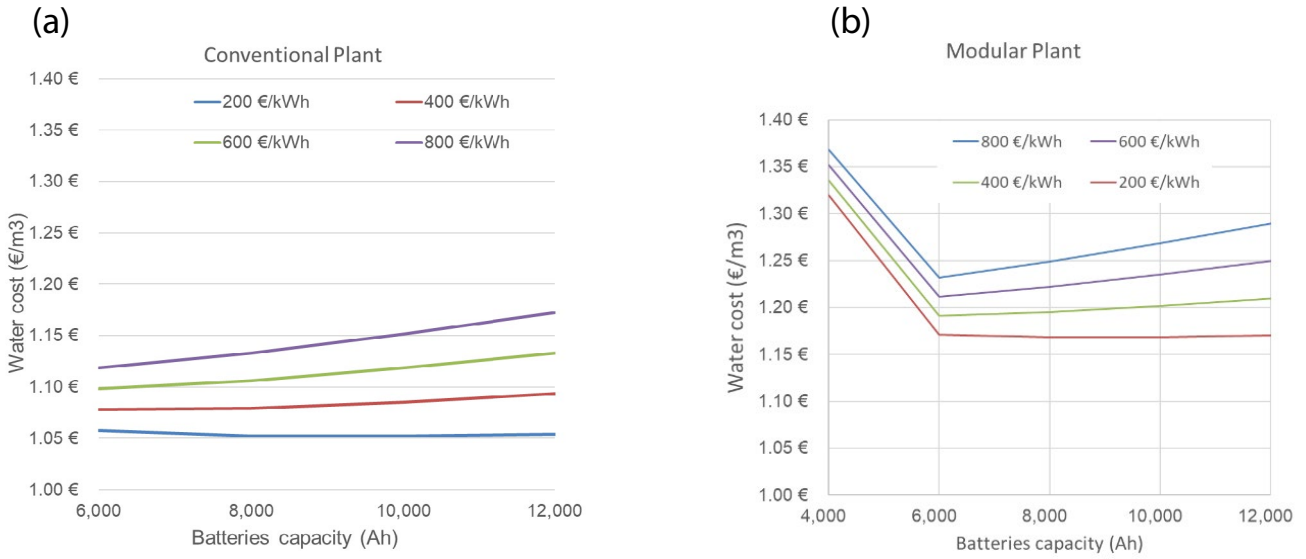 (a)
Conventional Plant
1.40 €
200 €/kWh 400 €/kWh
1.35 €
600 €/kWh 800 €/kWh
1.30 €
1.25 €
1.20 €
1.15 €
1.10 €
1.05 €
1.00 €
Water cost (€/m3)
6,000 8,000 10,000 12,000
Batteries capacity (Ah)
(b)
Modular Plant
1.40 €
800 €/kWh 600 €/kWh
1.35 €
400 €/kWh 200 €/kWh
1.30 €
1.25 €
1.20 €
1.15 €
1.10 €
1.05 €
1.00 €
Water cost (€/m3)
4,000 6,000 8,000 10,000 12,000
Batteries capacity (Ah)